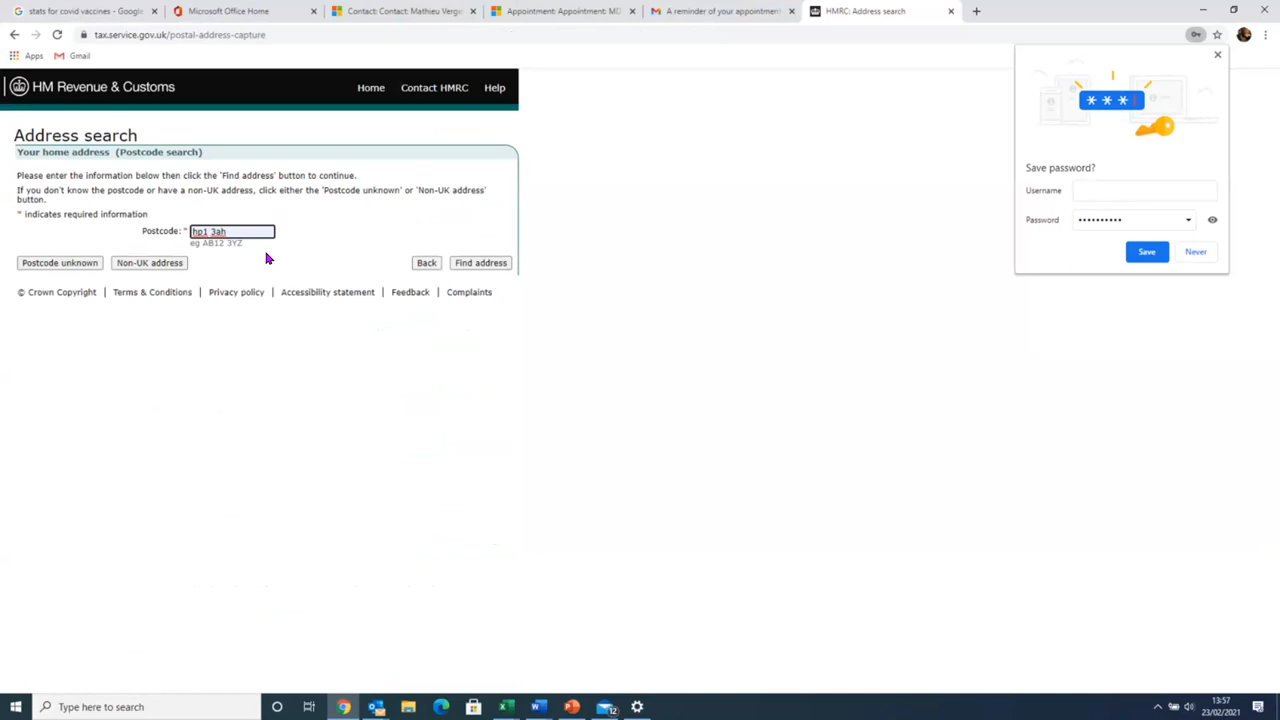 stats for covid vaccines - Google
Microsoft Office Home
Contact: Contact: Mathieu Verge
Appointment: Appointment: MD
A reminder of your appointment
HMRC: Address search
tax.service.gov.uk/postal-address-capture
Apps
Gmail
HM Revenue & Customs
Home
Contact HMRC
Help
Address search
Your home address (Postcode search)
Please enter the information below then click the 'Find address' button to continue.
If you don't know the postcode or have a non-UK address, click either the 'Postcode unknown' or 'Non-UK address'
button.
* indicates required information
Postcode: *
hp1 3ah
eg AB12 3YZ
Postcode unknown
Non-UK address
Back
Find address
© Crown Copyright | Terms & Conditions | Privacy policy | Accessibility statement | Feedback | Complaints
* * *
Save password?
Username
Password
••••••••••
Save
Never
Type here to search
12
13:57
23/02/2021